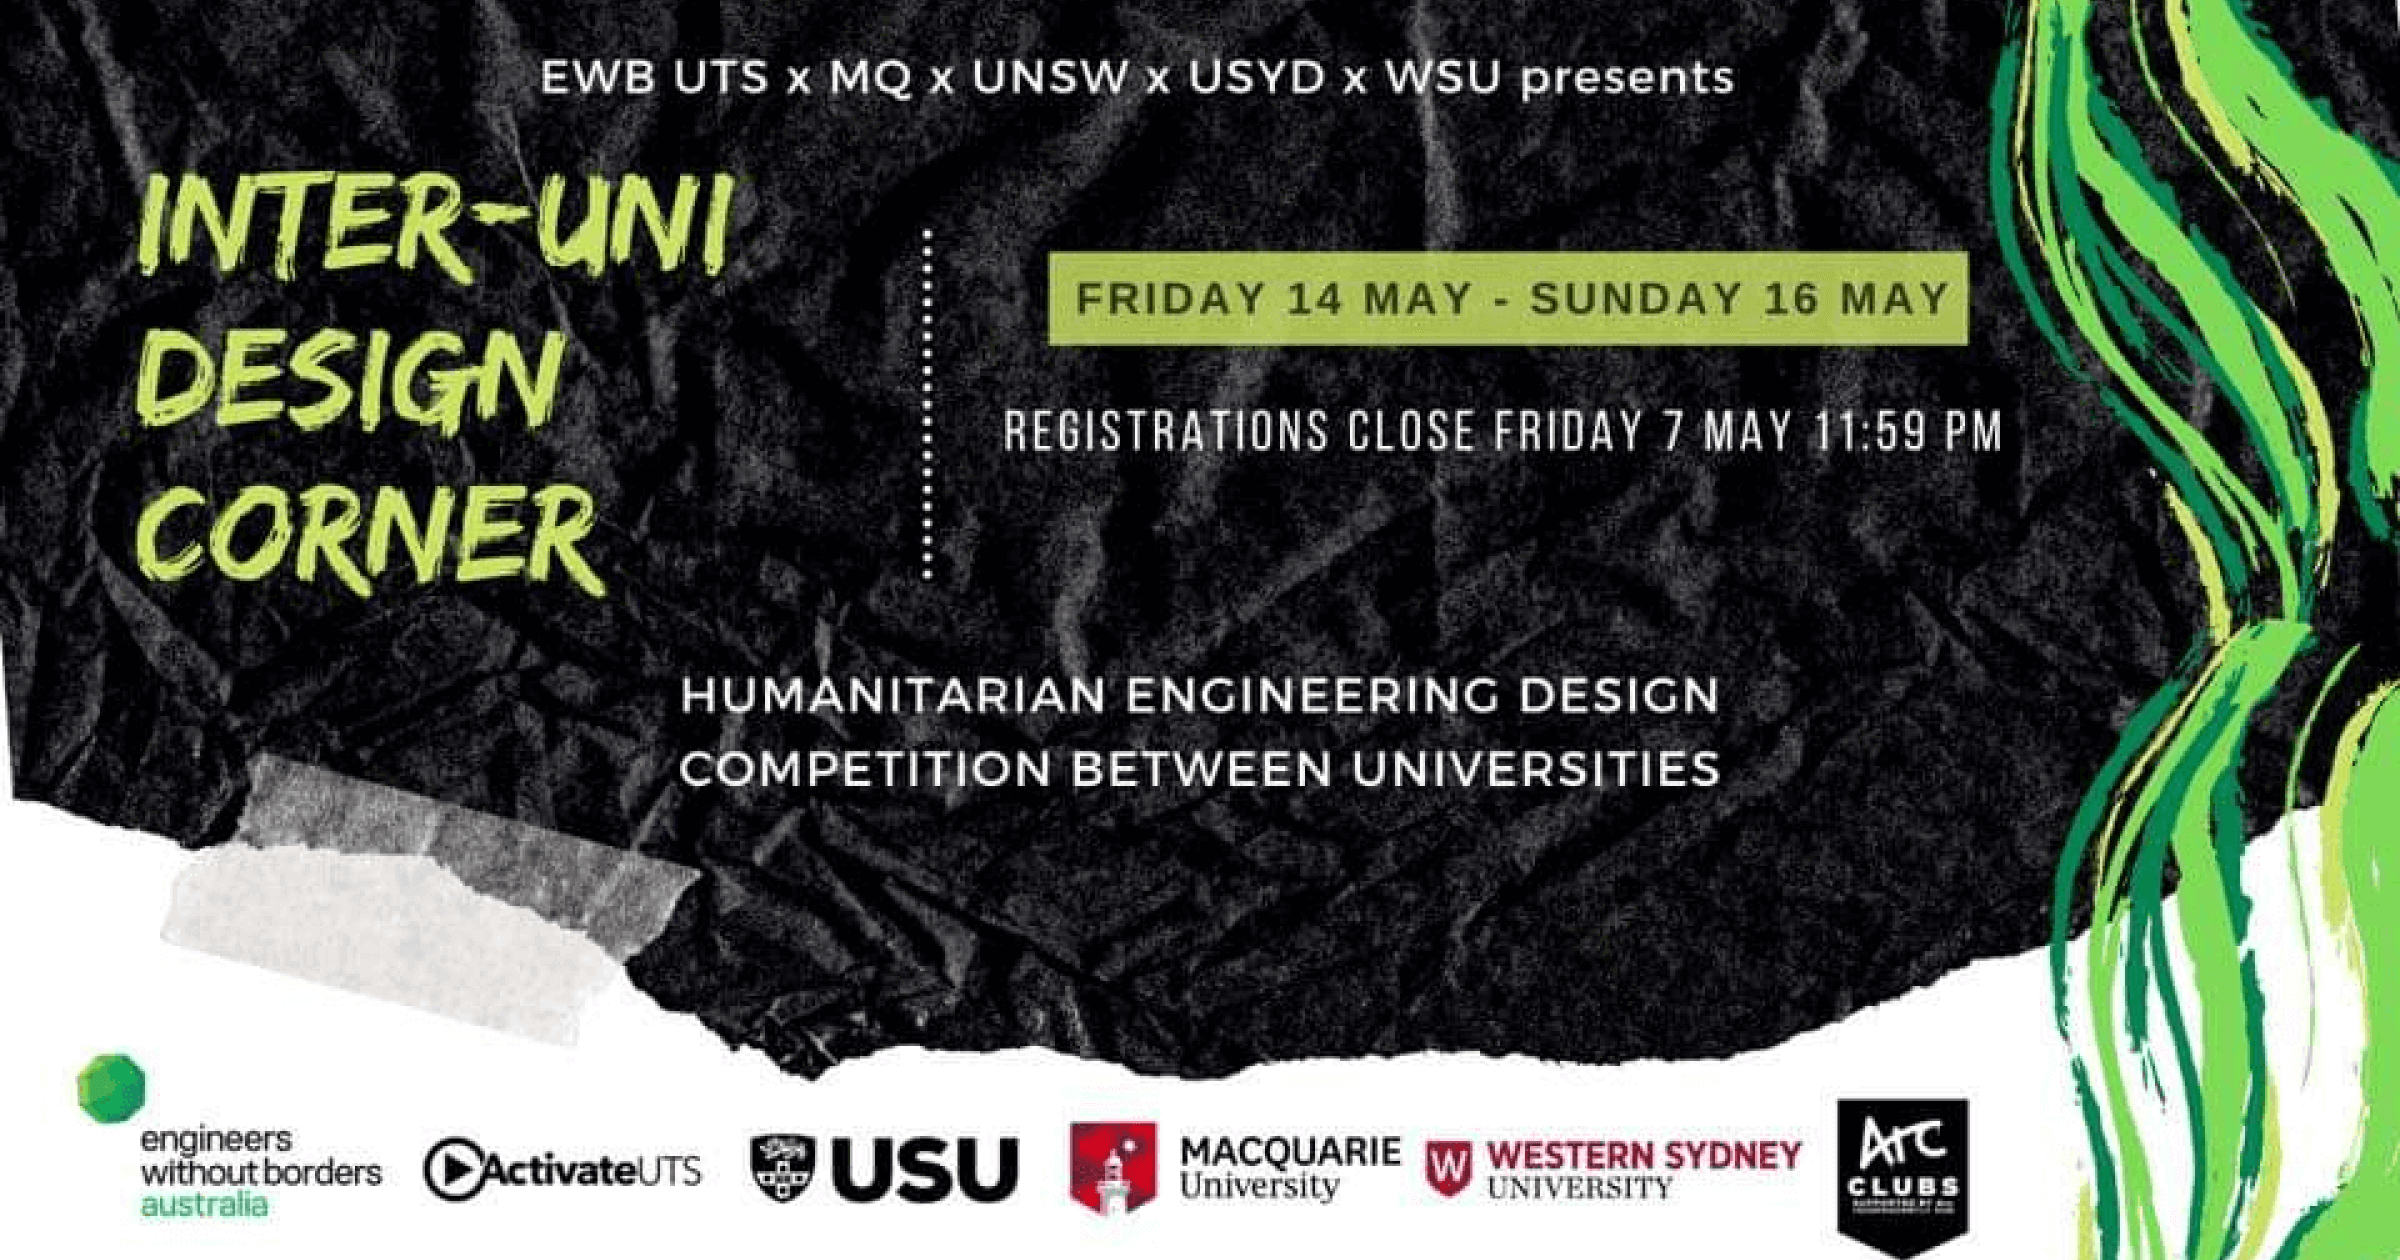 EWB UTS x MQ x UNSW x USYD x WSU presents
INTER-UNI
DESIGN
CORNER
FRIDAY 14 MAY - SUNDAY 16 MAY
REGISTRATIONS CLOSE FRIDAY 7 MAY 11:59 PM
HUMANITARIAN ENGINEERING DESIGN
COMPETITION BETWEEN UNIVERSITIES
engineers
without borders
australia
ActivateUTS
USU
MACQUARIE
University
W
WESTERN SYDNEY
UNIVERSITY
Arc
CLUBS